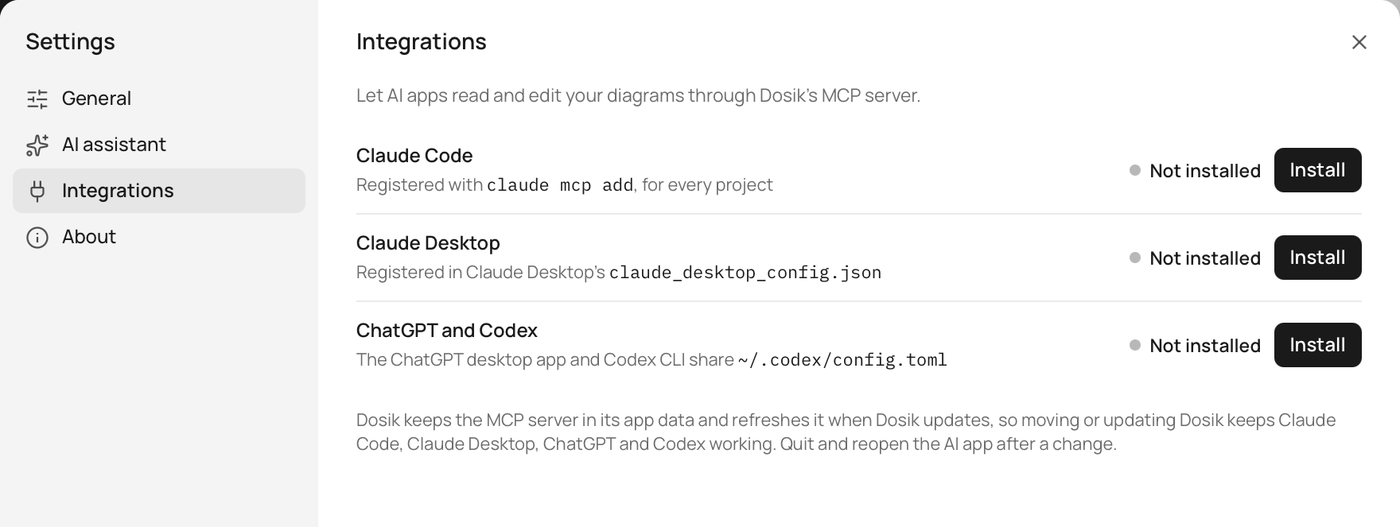 Settings
General
AI assistant
Integrations
About
Integrations
Let AI apps read and edit your diagrams through Dosik's MCP server.
Claude Code
Registered with claude mcp add, for every project
Not installed
Install
Claude Desktop
Registered in Claude Desktop's claude_desktop_config.json
Not installed
Install
ChatGPT and Codex
The ChatGPT desktop app and Codex CLI share ~/.codex/config.toml
Not installed
Install
Dosik keeps the MCP server in its app data and refreshes it when Dosik updates, so moving or updating Dosik keeps Claude
Code, Claude Desktop, ChatGPT and Codex working. Quit and reopen the AI app after a change.